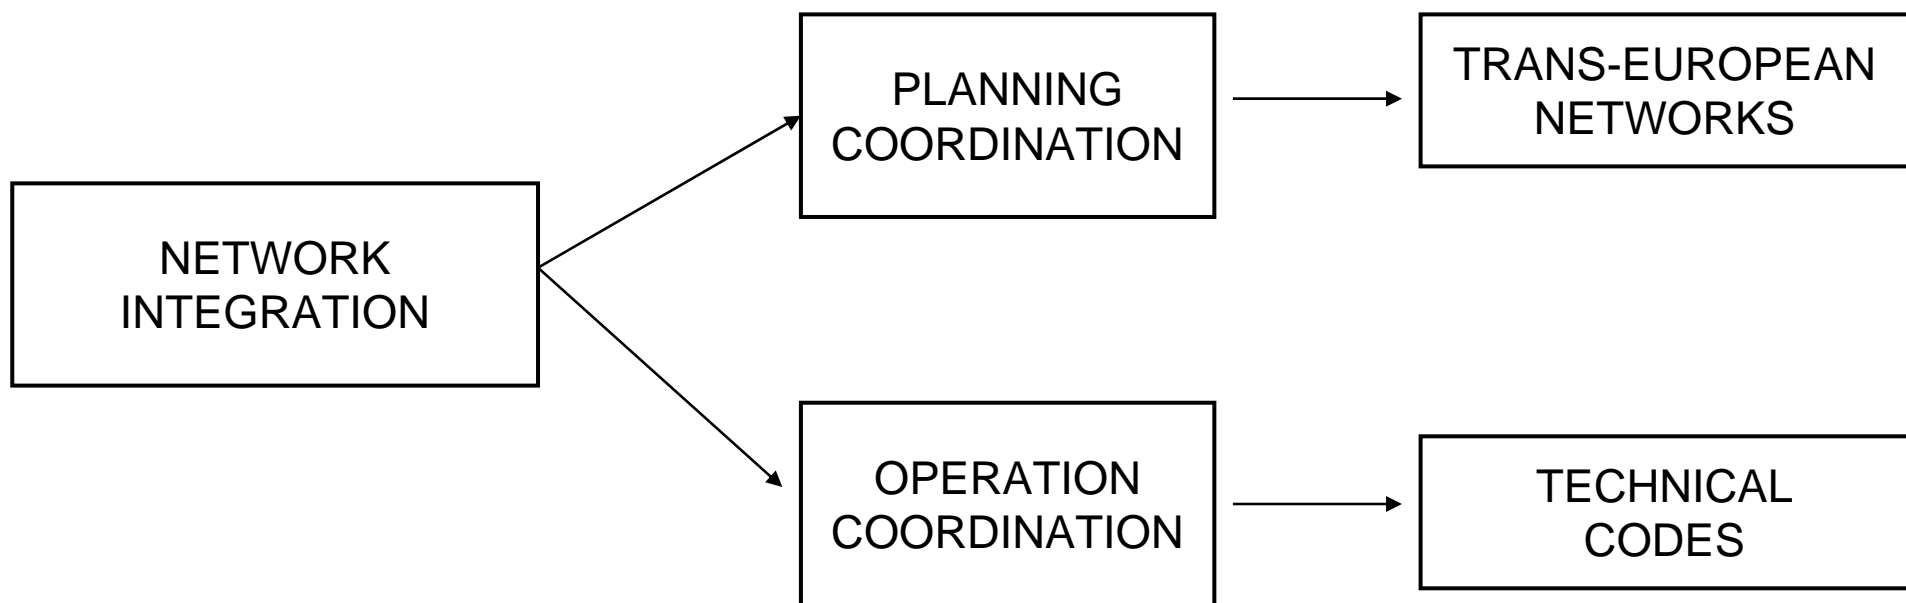 NETWORK
INTEGRATION
PLANNING
COORDINATION
TRANS-EUROPEAN
NETWORKS
OPERATION
COORDINATION
TECHNICAL
CODES